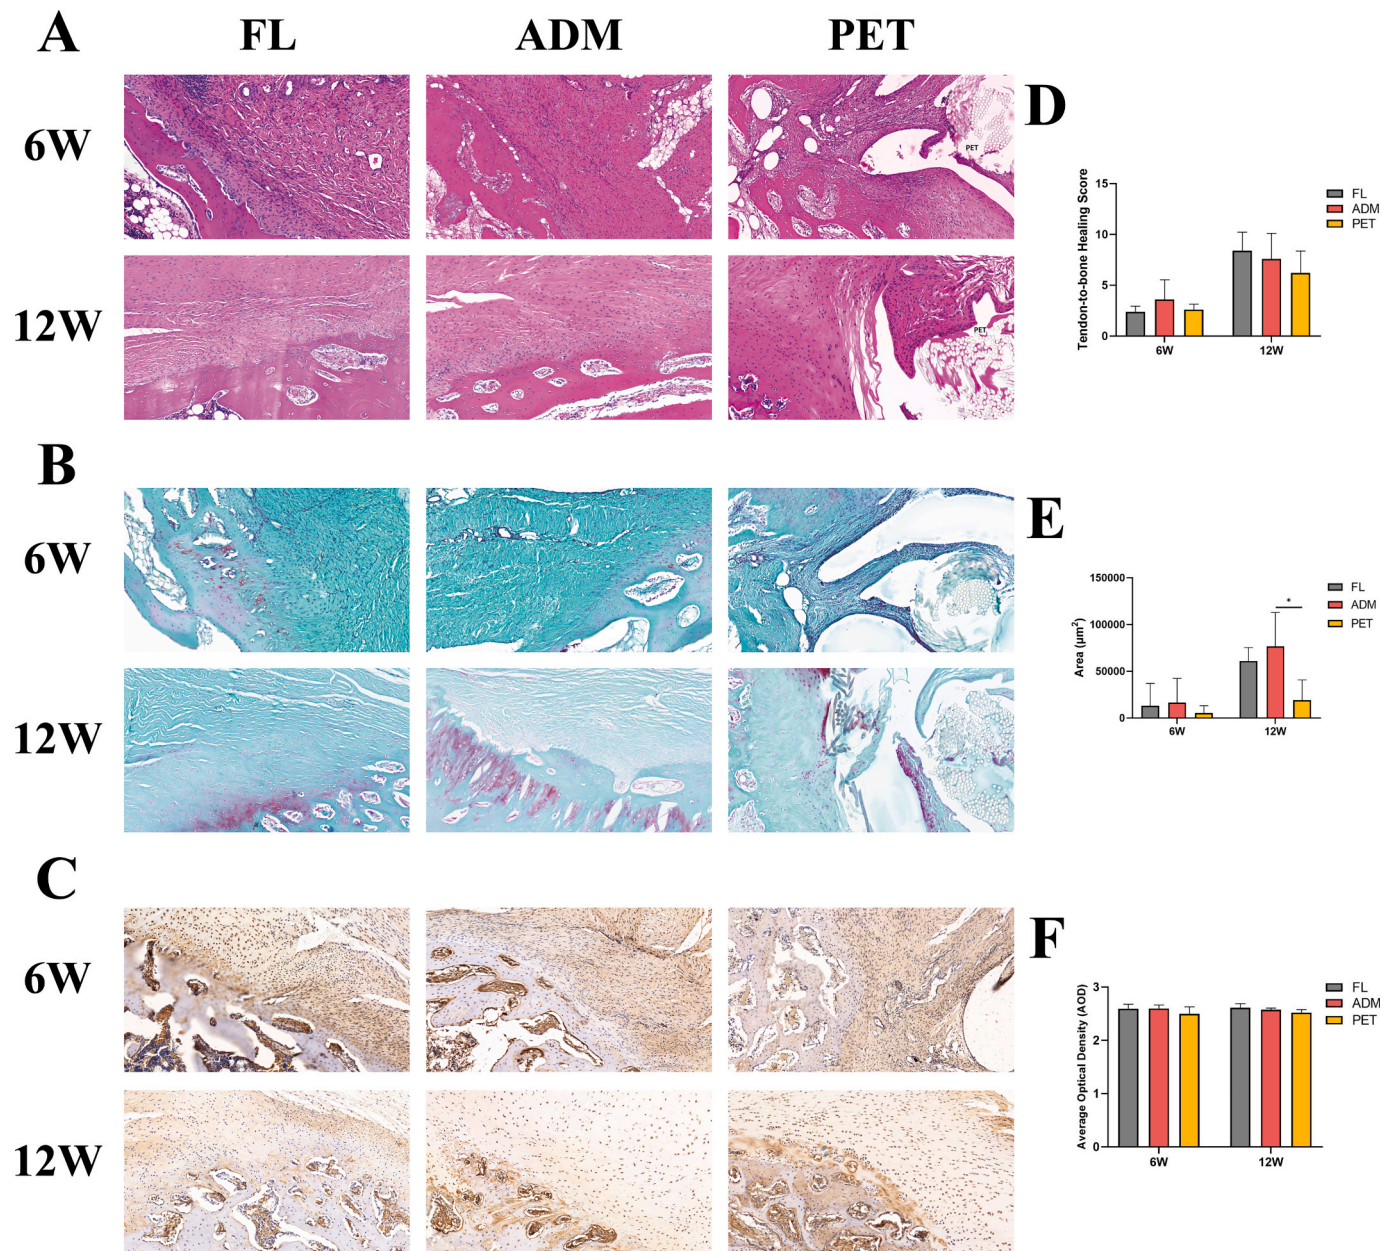 A
FL
ADM
PET
6W
PET
12W
PET
D
Tendon-to-bone Healing Score
15
10
5
0
6W
12W
FL
ADM
PET
B
6W
12W
E
Area (μm²)
150000
100000
50000
0
*
6W
12W
FL
ADM
PET
C
6W
12W
F
Average Optical Density (AOD)
3
2
1
0
6W
12W
FL
ADM
PET